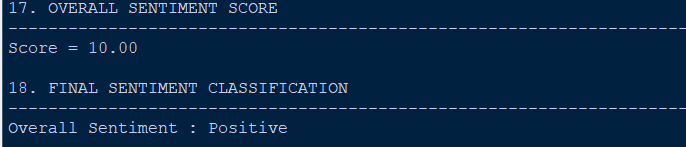 17. OVERALL SENTIMENT SCORE
--------------------------------------------------------------------
Score = 10.00
18. FINAL SENTIMENT CLASSIFICATION
--------------------------------------------------------------------
Overall Sentiment : Positive